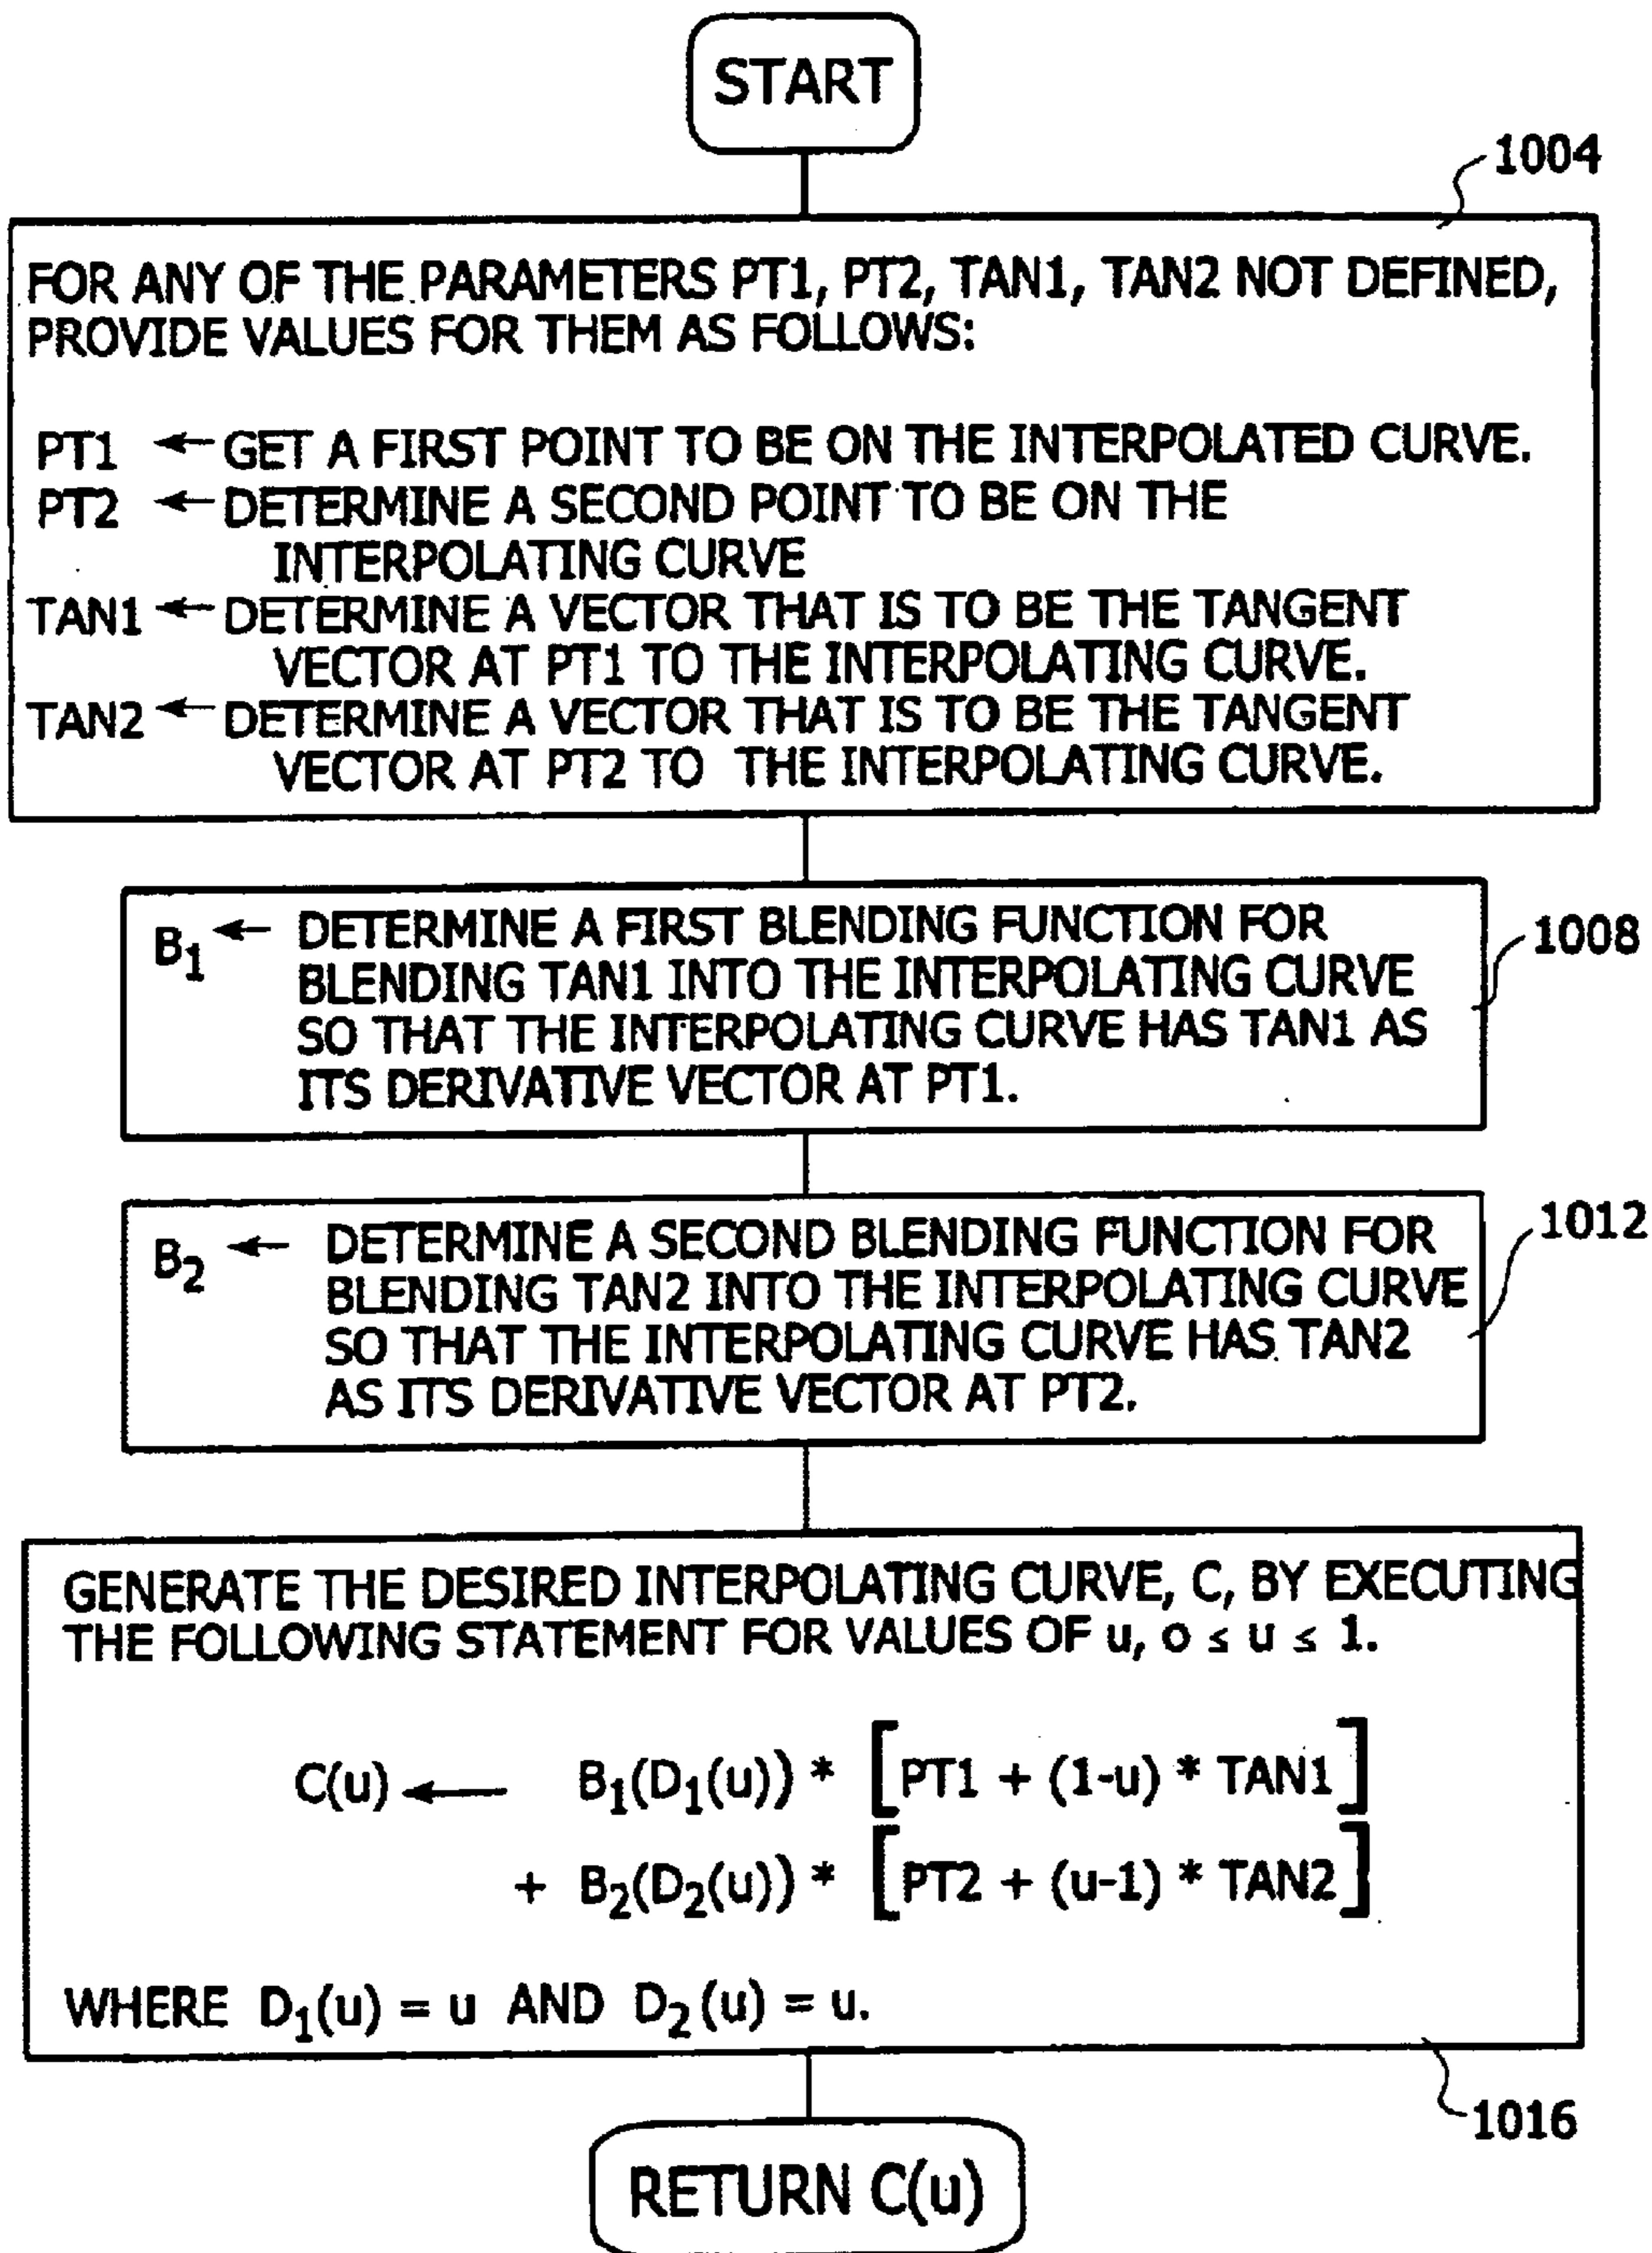 START
1004
FOR ANY OF THE PARAMETERS PT1, PT2, TAN1, TAN2 NOT DEFINED,
PROVIDE VALUES FOR THEM AS FOLLOWS:
PT1 ← GET A FIRST POINT TO BE ON THE INTERPOLATED CURVE.
PT2 ← DETERMINE A SECOND POINT TO BE ON THE
INTERPOLATING CURVE
TAN1 ← DETERMINE A VECTOR THAT IS TO BE THE TANGENT
VECTOR AT PT1 TO THE INTERPOLATING CURVE.
TAN2 ← DETERMINE A VECTOR THAT IS TO BE THE TANGENT
VECTOR AT PT2 TO THE INTERPOLATING CURVE.
B₁ ← DETERMINE A FIRST BLENDING FUNCTION FOR
BLENDING TAN1 INTO THE INTERPOLATING CURVE
SO THAT THE INTERPOLATING CURVE HAS TAN1 AS
ITS DERIVATIVE VECTOR AT PT1.
1008
B₂ ← DETERMINE A SECOND BLENDING FUNCTION FOR
BLENDING TAN2 INTO THE INTERPOLATING CURVE
SO THAT THE INTERPOLATING CURVE HAS TAN2
AS ITS DERIVATIVE VECTOR AT PT2.
1012
GENERATE THE DESIRED INTERPOLATING CURVE, C, BY EXECUTING
THE FOLLOWING STATEMENT FOR VALUES OF u, o ≤ u ≤ 1.
C(u) ← B₁(D₁(u)) * [PT1 + (1-u) * TAN1]
+ B₂(D₂(u)) * [PT2 + (u-1) * TAN2]
WHERE D₁(u) = u AND D₂(u) = u.
1016
RETURN C(u)